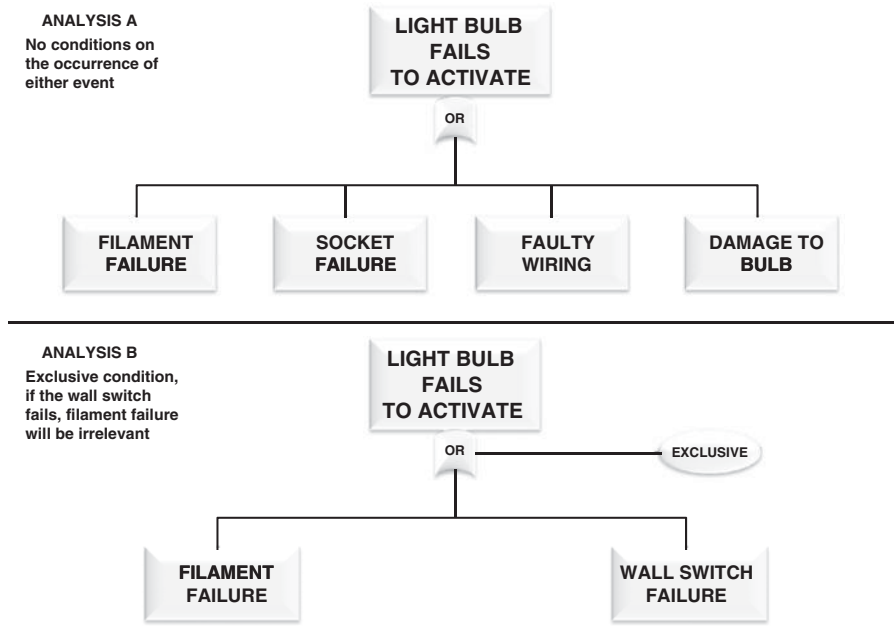 ANALYSIS A
No conditions on
the occurrence of
either event
LIGHT BULB
FAILS
TO ACTIVATE
OR
FILAMENT
FAILURE
SOCKET
FAILURE
FAULTY
WIRING
DAMAGE TO
BULB
ANALYSIS B
Exclusive condition,
if the wall switch
fails, filament failure
will be irrelevant
LIGHT BULB
FAILS
TO ACTIVATE
OR
EXCLUSIVE
FILAMENT
FAILURE
WALL SWITCH
FAILURE